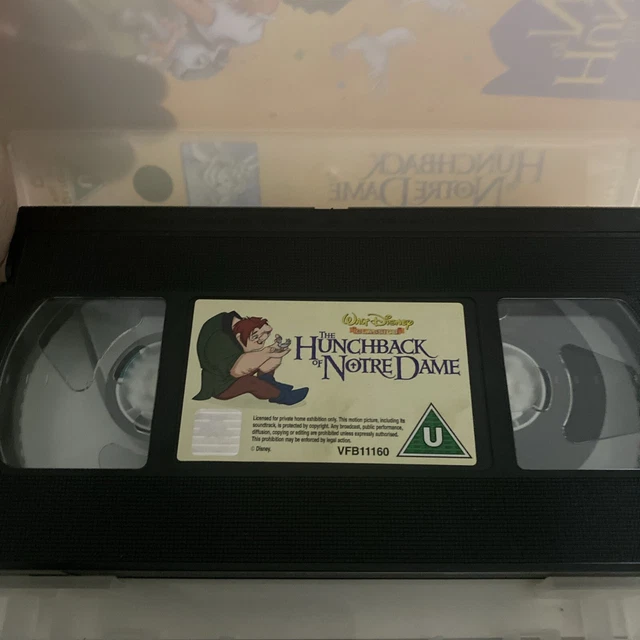 WALT DISNEY
THE
HUNCHBACK
OF NOTRE DAME
Licensed for private home exhibition only. This motion picture, including its
soundtrack, is protected by copyright. Any broadcast, public performance,
diffusion, copying or editing are prohibited unless expressly authorised.
This prohibition may be enforced by legal action.
© Disney.
VFB11160
U
HUNCHBACK
OF NOTRE DAME